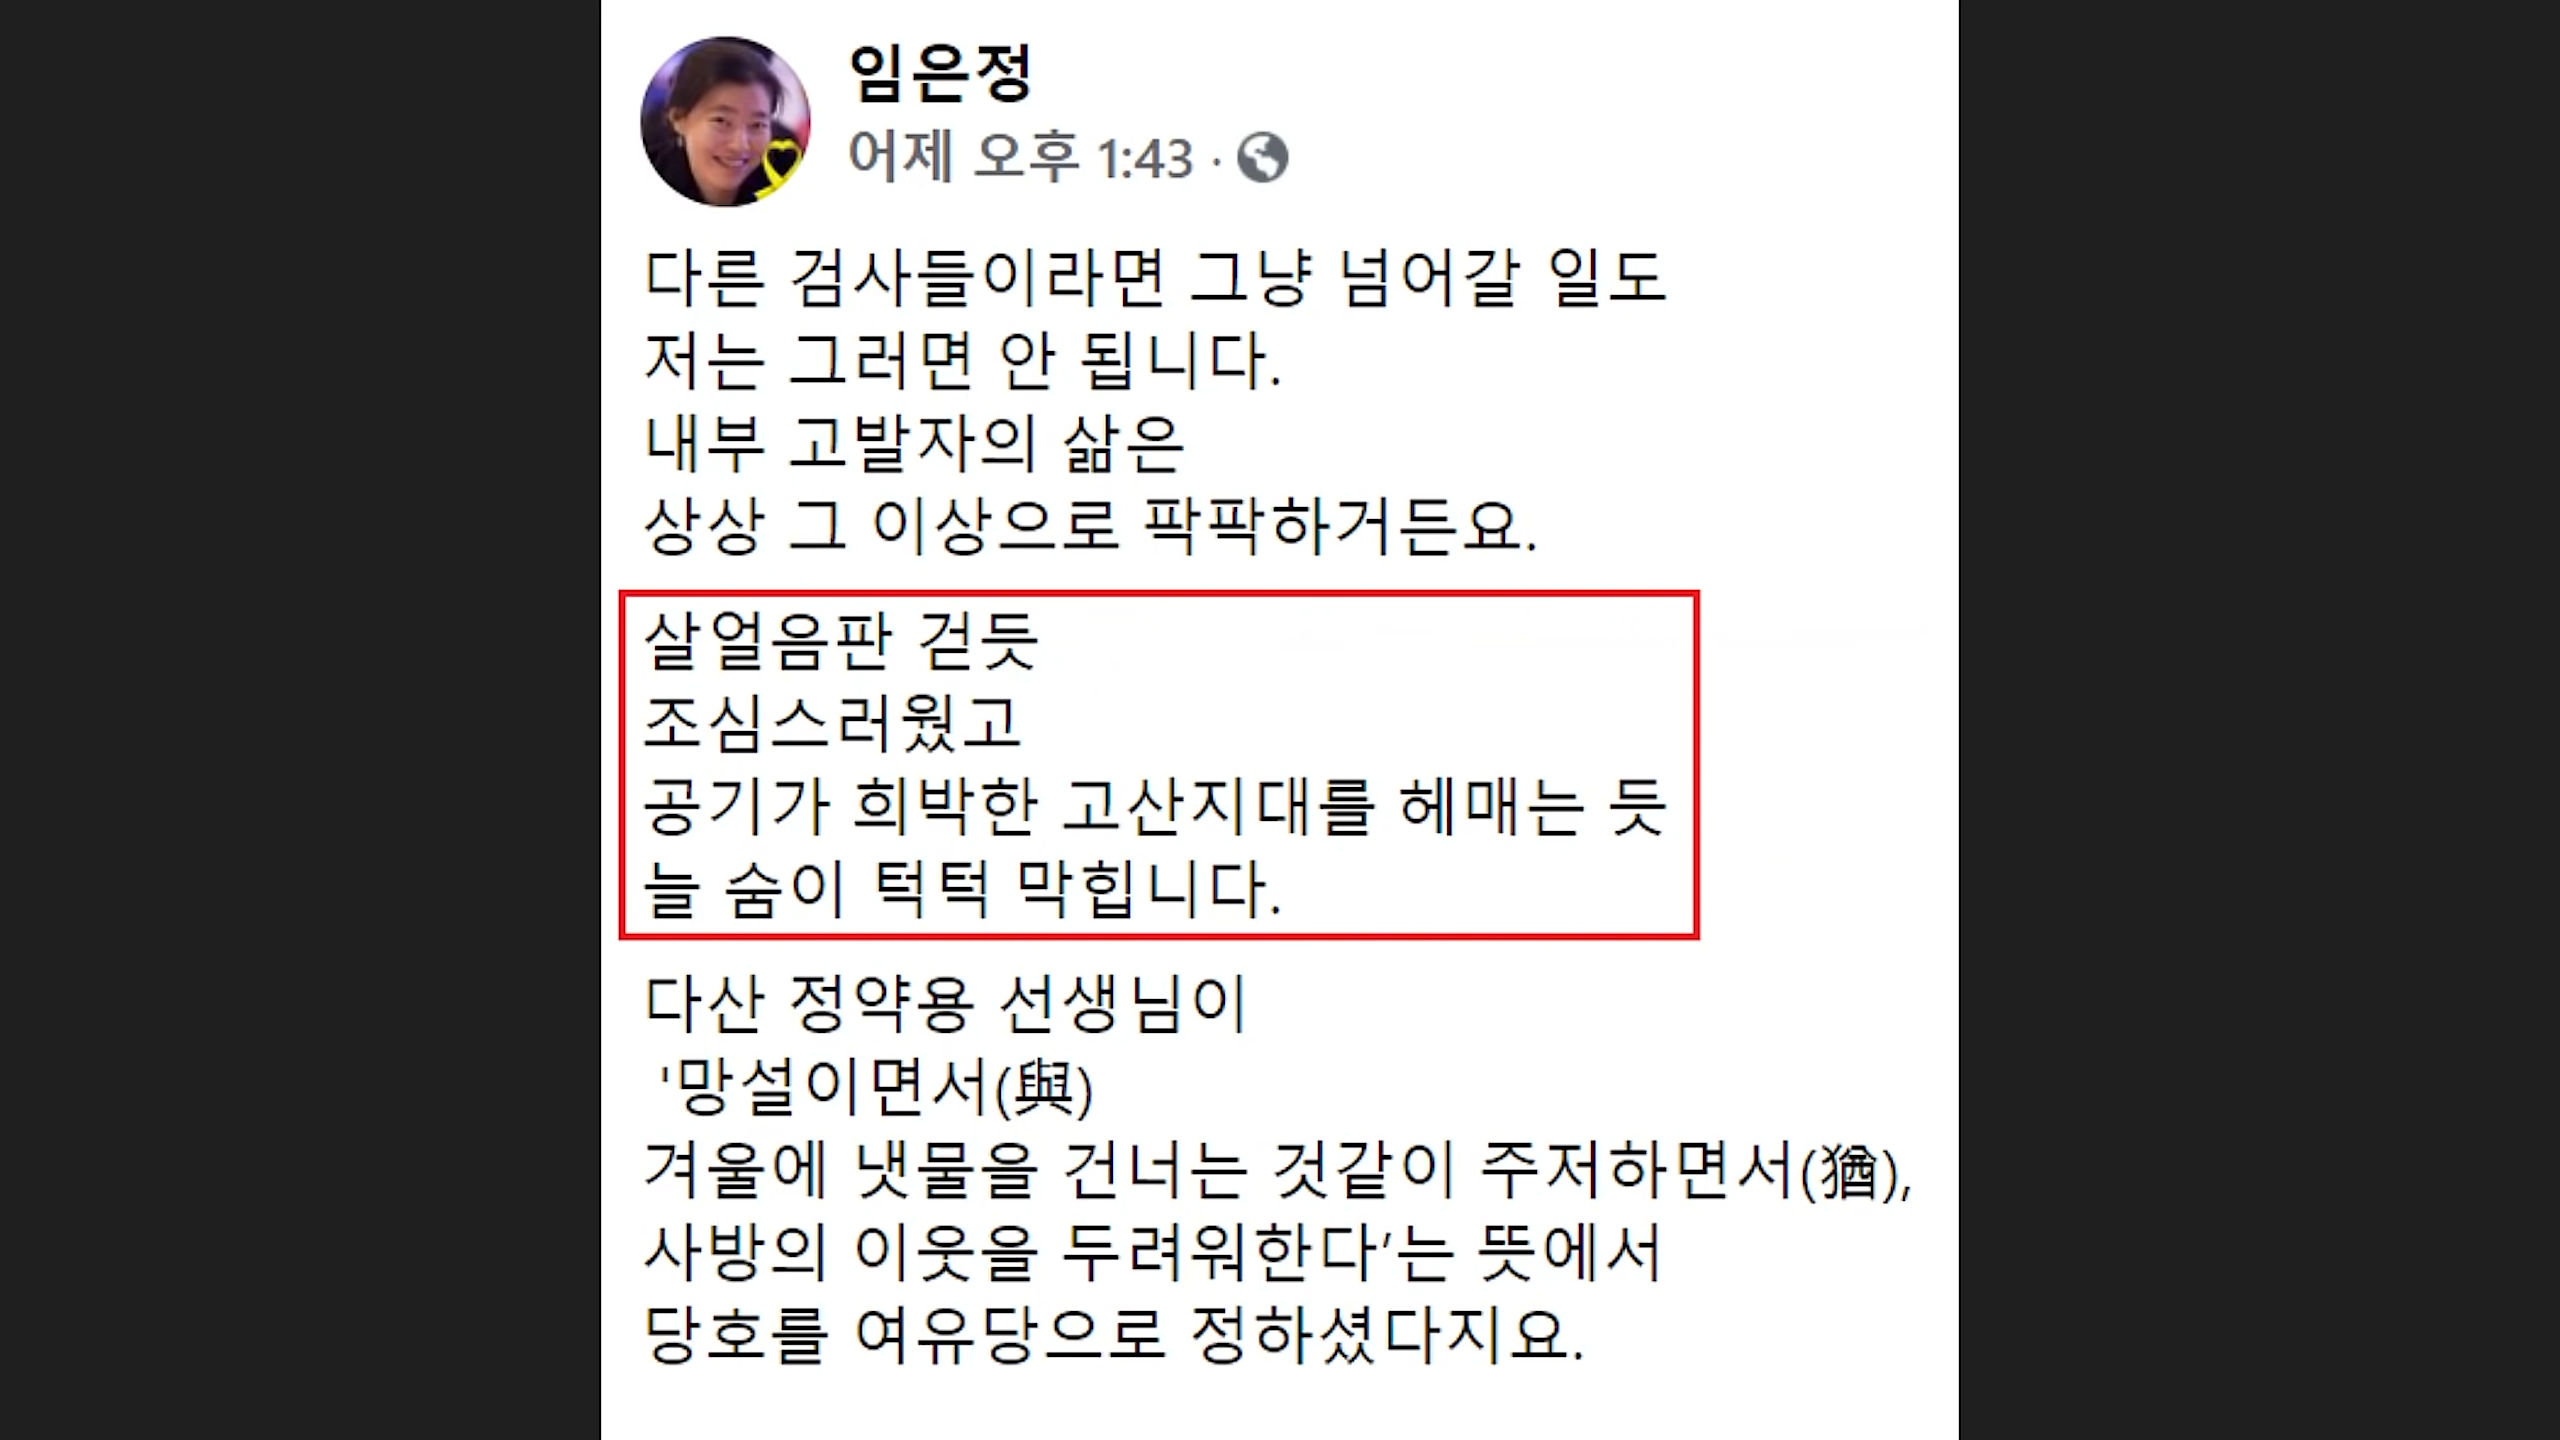 임은정
어제 오후 1:43 ·
다른 검사들이라면 그냥 넘어갈 일도
저는 그러면 안 됩니다.
내부 고발자의 삶은
상상 그 이상으로 팍팍하거든요.
살얼음판 걷듯
조심스러웠고
공기가 희박한 고산지대를 헤매는 듯
늘 숨이 턱턱 막힙니다.
다산 정약용 선생님이
'망설이면서(與)
겨울에 냇물을 건너는 것같이 주저하면서(猶),
사방의 이웃을 두려워한다'는 뜻에서
당호를 여유당으로 정하셨다지요.